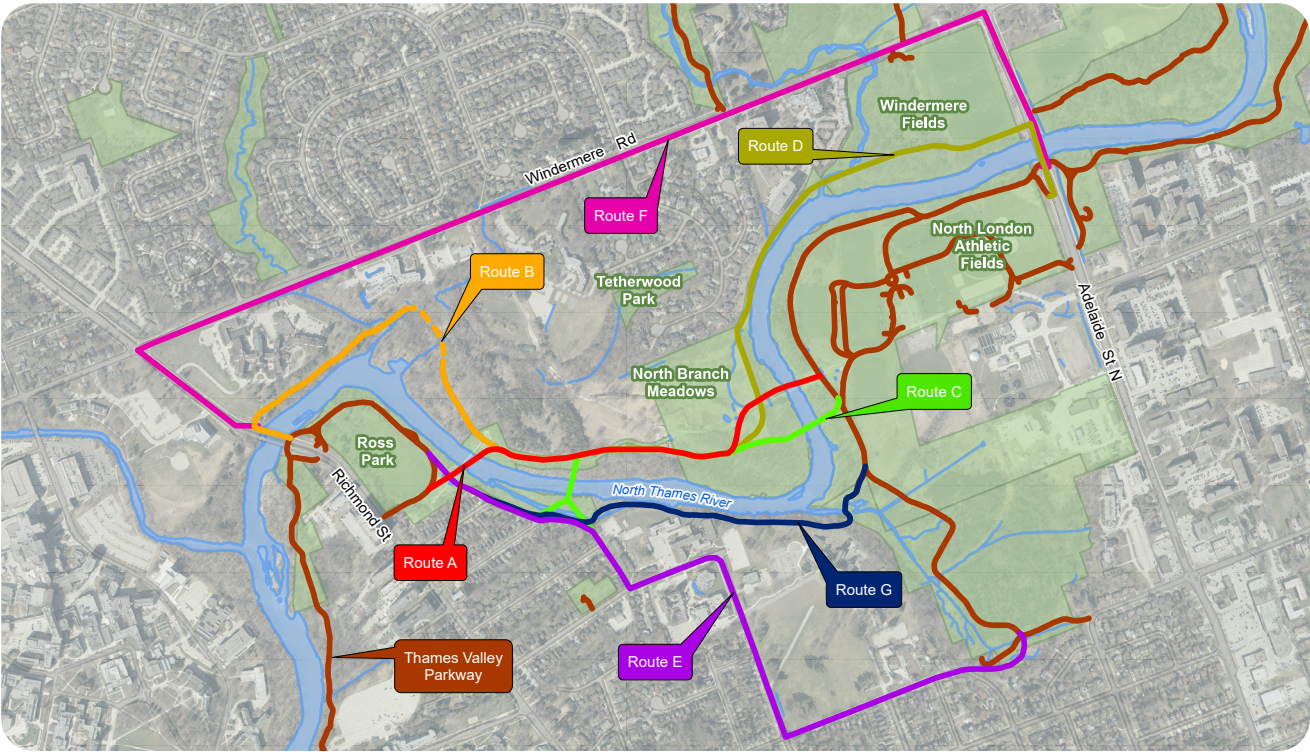 Windermere
Fields
Route D
Windermere Rd
Route F
North London
Athletic
Fields
Route B
Tetherwood
Park
Adelaide St N
North Branch
Meadows
Route C
Ross
Park
Richmond St
North Thames River
Route A
Route G
Thames Valley
Parkway
Route E